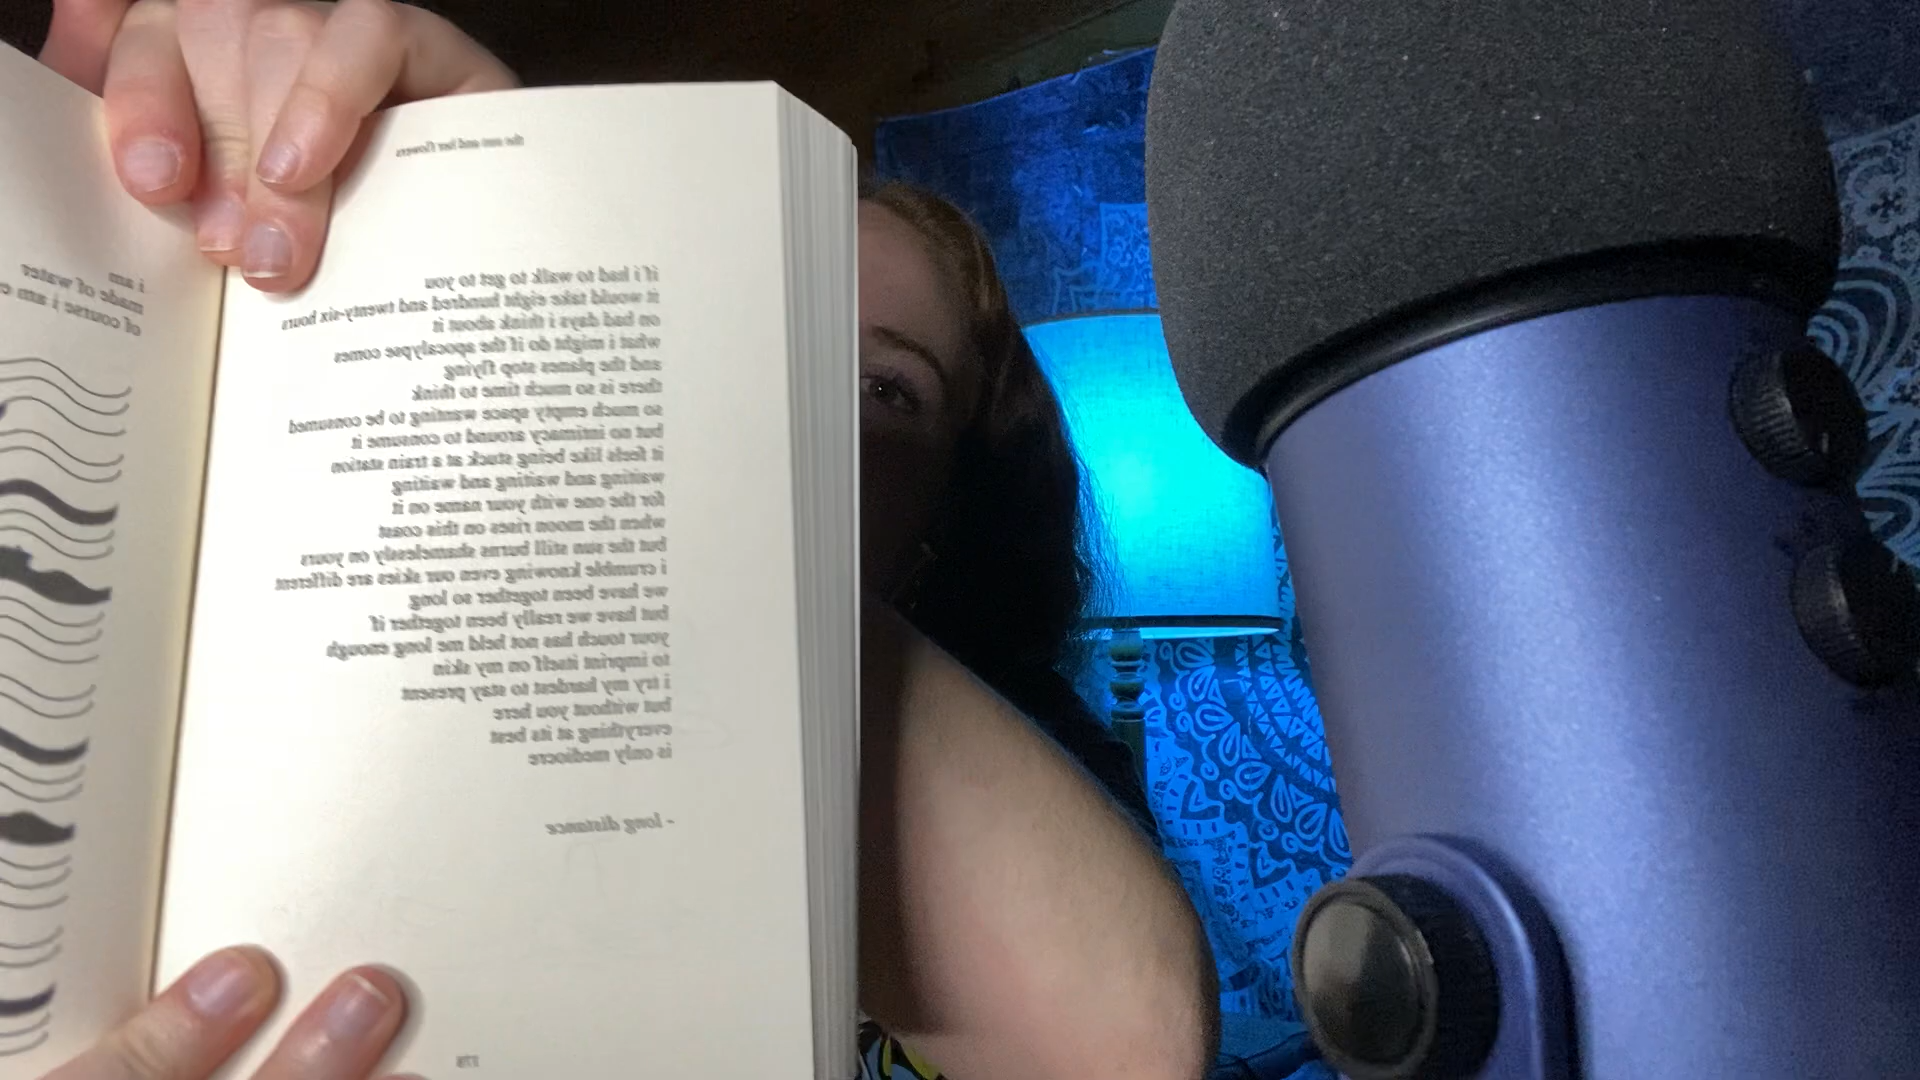 the sun and her flowers
i am
made of water
of course i am
if i had to walk to get to you
it would take eight hundred and twenty-six hours
on bad days i think about it
what i might do if the apocalypse comes
and the planes stop flying
there is so much time to think
so much empty space wanting to be consumed
but no intimacy around to consume it
it feels like being stuck at a train station
waiting and waiting and waiting
for the one with your name on it
when the moon rises on this coast
but the sun still burns shamelessly on yours
i crumble knowing even our skies are different
we have been together so long
but have we really been together if
your touch has not held me long enough
to imprint itself on my skin
i try my hardest to stay present
but without you here
everything at its best
is only mediocre
- long distance